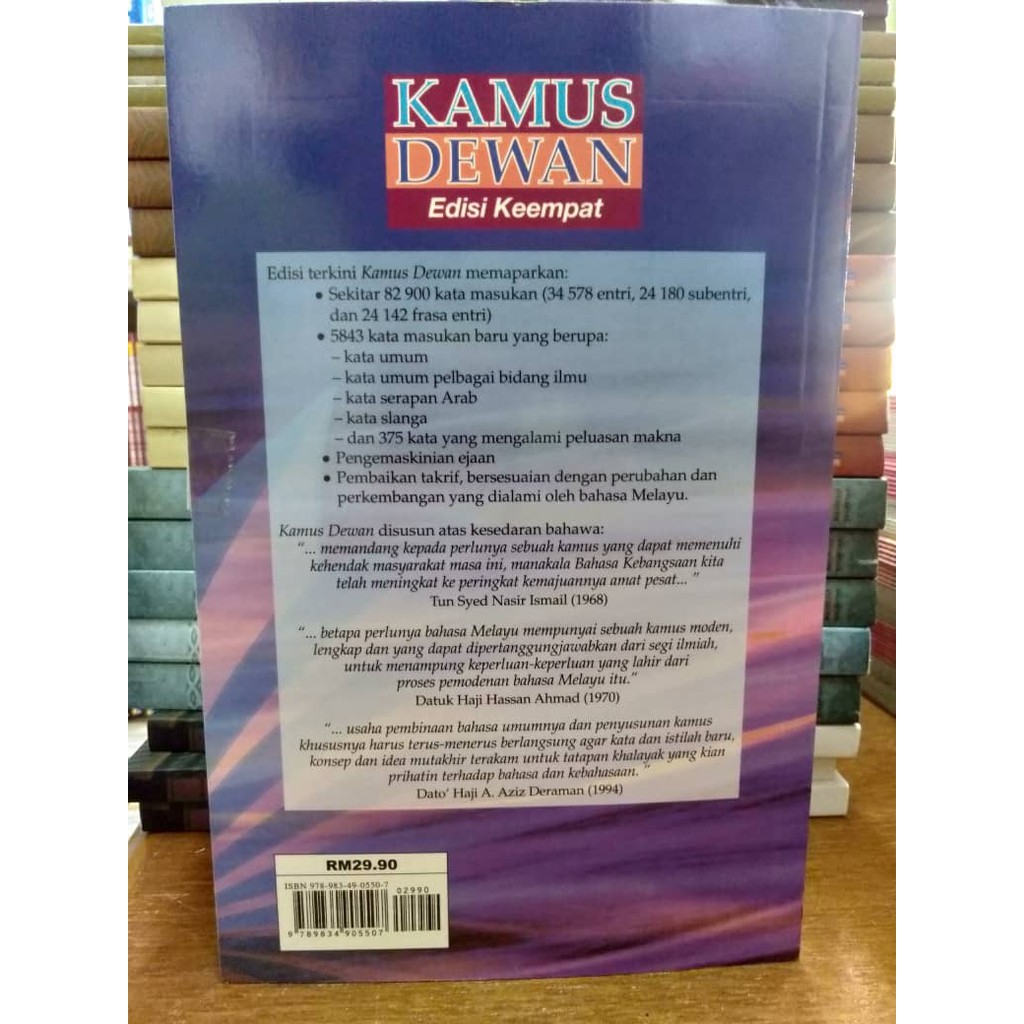 KAMUS
DEWAN
Edisi Keempat
Edisi terkini Kamus Dewan memaparkan:
• Sekitar 82 900 kata masukan (34 578 entri, 24 180 subentri,
dan 24 142 frasa entri)
• 5843 kata masukan baru yang berupa:
– kata umum
– kata umum pelbagai bidang ilmu
– kata serapan Arab
– kata slanga
– dan 375 kata yang mengalami peluasan makna
• Pengemaskinian ejaan
• Pembaikan takrif, bersesuaian dengan perubahan dan
perkembangan yang dialami oleh bahasa Melayu.
Kamus Dewan disusun atas kesedaran bahawa:
“... memandang kepada perlunya sebuah kamus yang dapat memenuhi
kehendak masyarakat masa ini, manakala Bahasa Kebangsaan kita
telah meningkat ke peringkat kemajuannya amat pesat... ”
Tun Syed Nasir Ismail (1968)
“... betapa perlunya bahasa Melayu mempunyai sebuah kamus moden,
lengkap dan yang dapat dipertanggungjawabkan dari segi ilmiah,
untuk menampung keperluan-keperluan yang lahir dari
proses pemodenan bahasa Melayu itu.”
Datuk Haji Hassan Ahmad (1970)
“... usaha pembinaan bahasa umumnya dan penyusunan kamus
khususnya harus terus-menerus berlangsung agar kata dan istilah baru,
konsep dan idea mutakhir terakam untuk tatapan khalayak yang kian
prihatin terhadap bahasa dan kebahasaan. ”
Dato’ Haji A. Aziz Deraman (1994)
RM29.90
ISBN 978-983-49-0550-7
02990
9 789834 905507